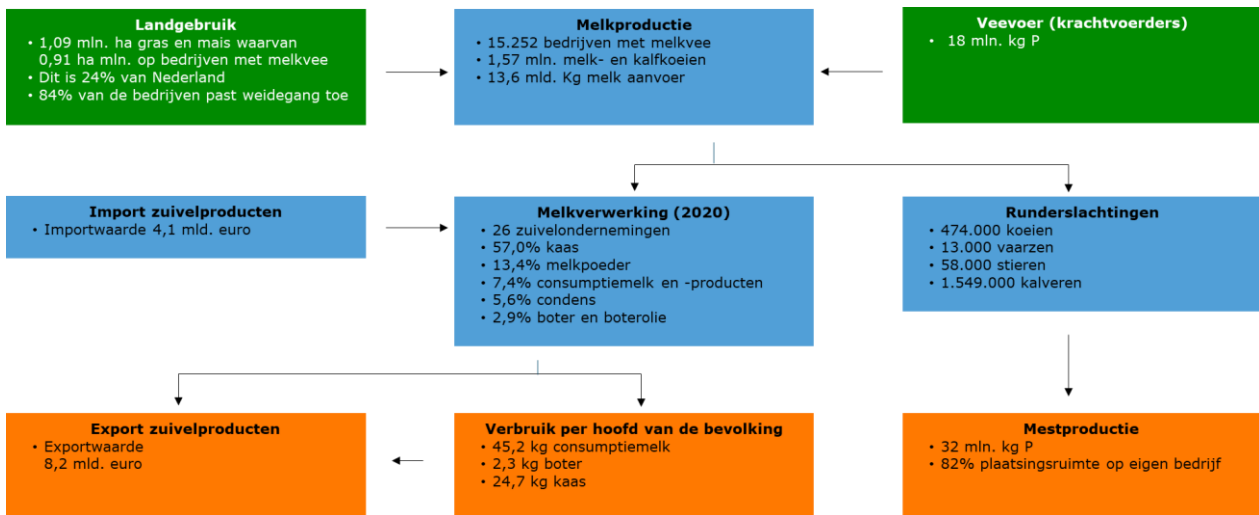 Landgebruik
• 1,09 mln. ha gras en mais waarvan
0,91 ha mln. op bedrijven met melkvee
• Dit is 24% van Nederland
• 84% van de bedrijven past weidegang toe
Melkproductie
• 15.252 bedrijven met melkvee
• 1,57 mln. melk- en kalfkoeien
• 13,6 mld. Kg melk aanvoer
Veevoer (krachtvoerders)
• 18 mln. kg P
Import zuivelproducten
• Importwaarde 4,1 mld. euro
Melkverwerking (2020)
• 26 zuivelondernemingen
• 57,0% kaas
• 13,4% melkpoeder
• 7,4% consumptiemelk en -producten
• 5,6% condens
• 2,9% boter en boterolie
Runderslachtingen
• 474.000 koeien
• 13.000 vaarzen
• 58.000 stieren
• 1.549.000 kalveren
Export zuivelproducten
• Exportwaarde
8,2 mld. euro
Verbruik per hoofd van de bevolking
• 45,2 kg consumptiemelk
• 2,3 kg boter
• 24,7 kg kaas
Mestproductie
• 32 mln. kg P
• 82% plaatsingsruimte op eigen bedrijf